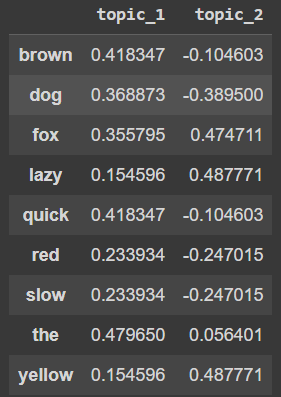 topic_1 topic_2
brown 0.418347 -0.104603
dog 0.368873 -0.389500
fox 0.355795 0.474711
lazy 0.154596 0.487771
quick 0.418347 -0.104603
red 0.233934 -0.247015
slow 0.233934 -0.247015
the 0.479650 0.056401
yellow 0.154596 0.487771